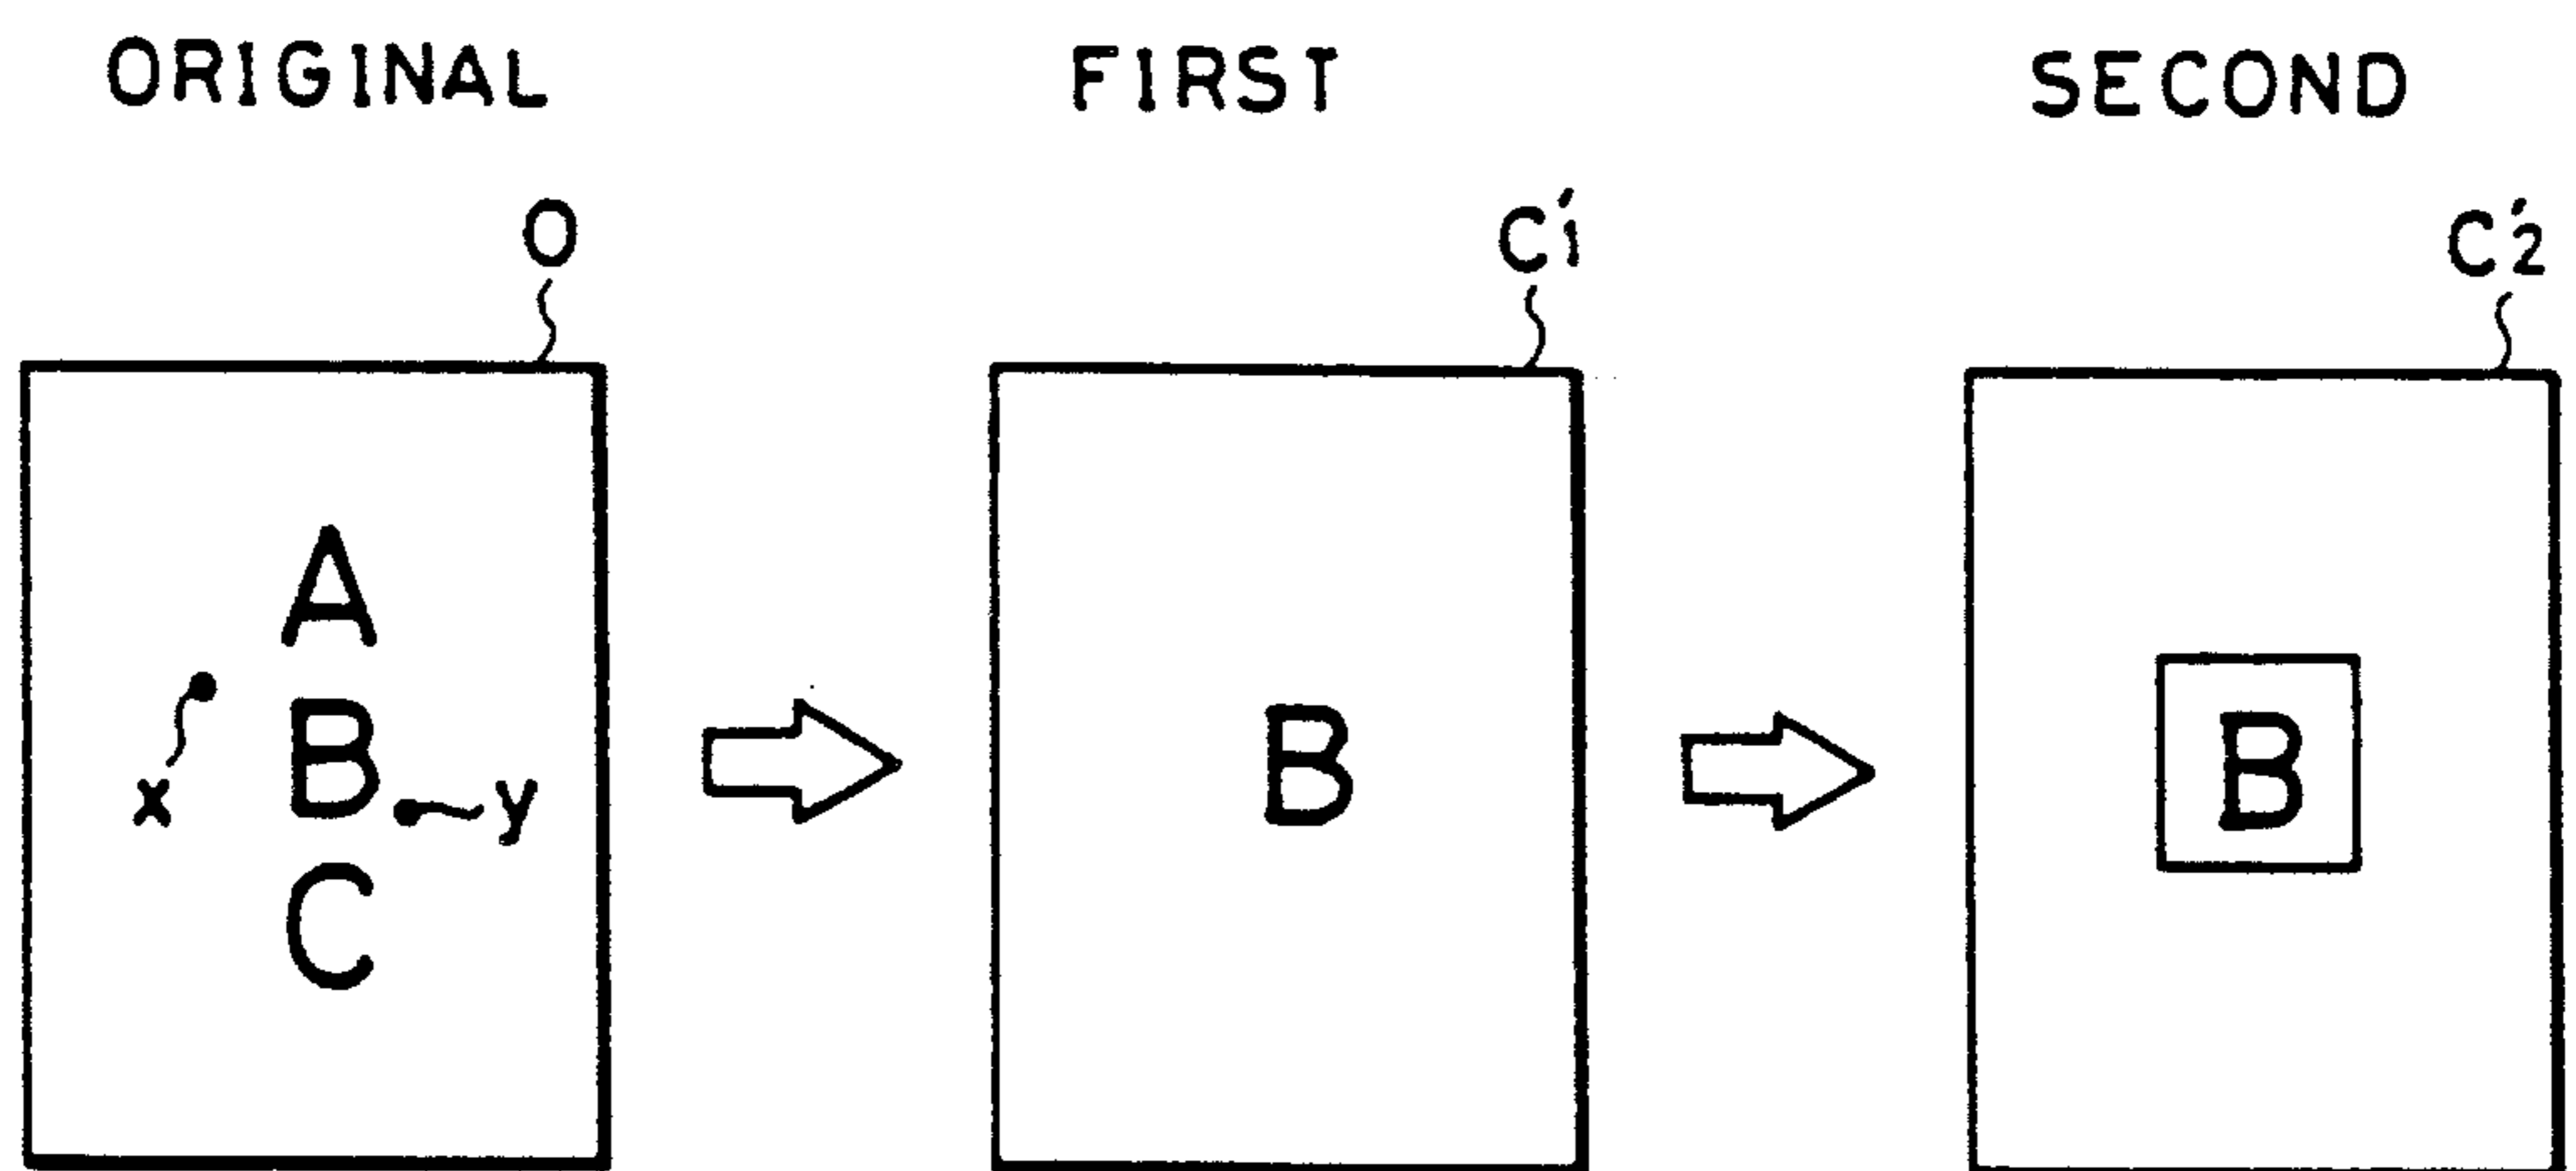 ORIGINAL FIRST SECOND
O C'1 C'2
A
B B B
x y
C